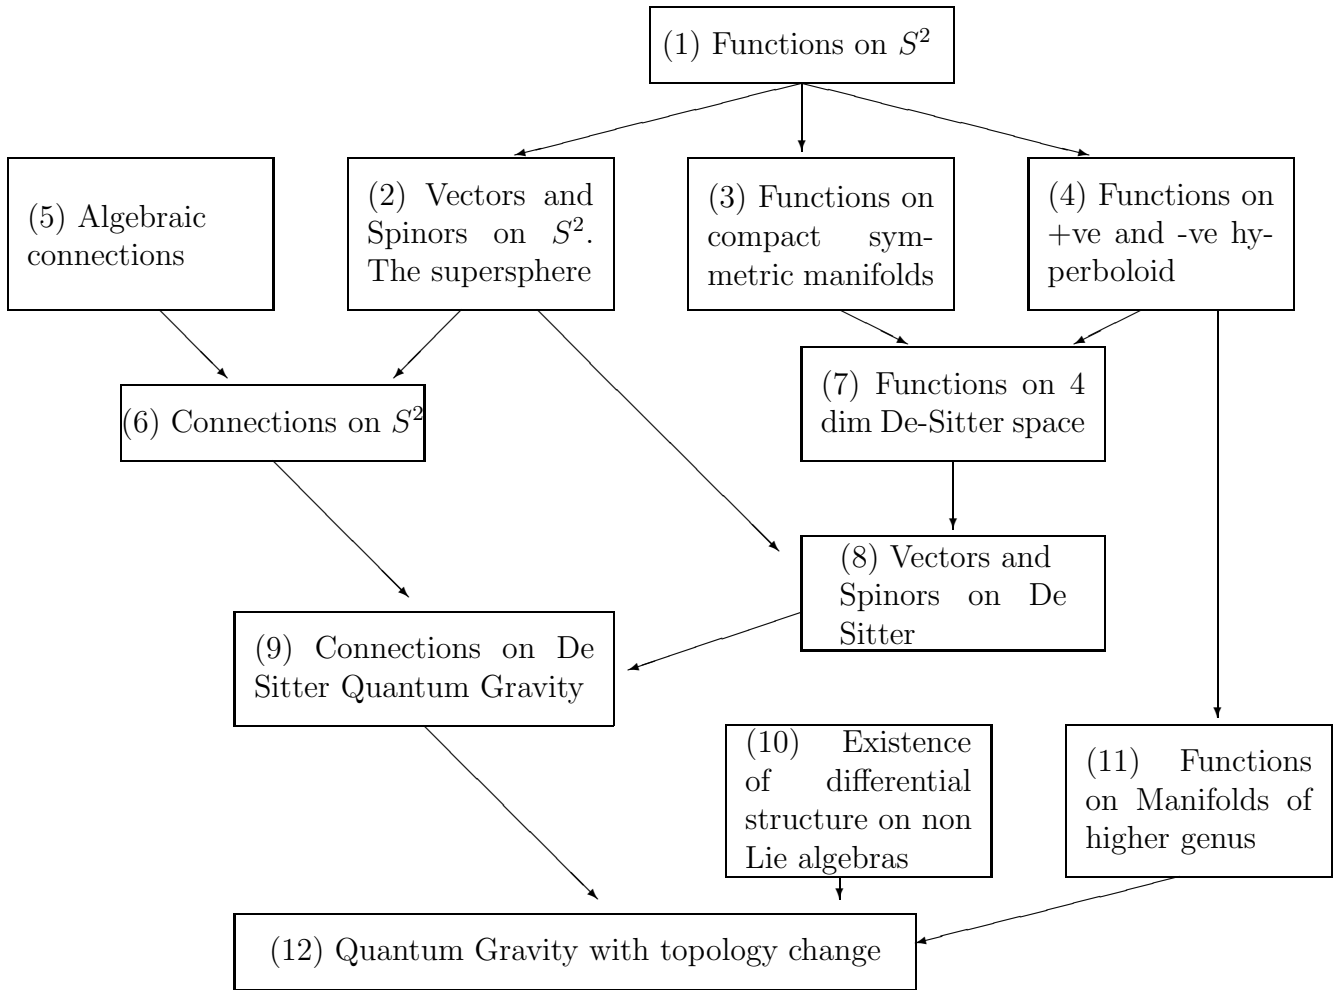 (1) Functions on S²
(5) Algebraic
connections
(2) Vectors and
Spinors on S².
The supersphere
(3) Functions on
compact sym-
metric manifolds
(4) Functions on
+ve and -ve hy-
perboloid
(7) Functions on 4
dim De-Sitter space
(6) Connections on S²
(8) Vectors and
Spinors on De
Sitter
(9) Connections on De
Sitter Quantum Gravity
(10) Existence
of differential
structure on non
Lie algebras
(11) Functions
on Manifolds of
higher genus
(12) Quantum Gravity with topology change